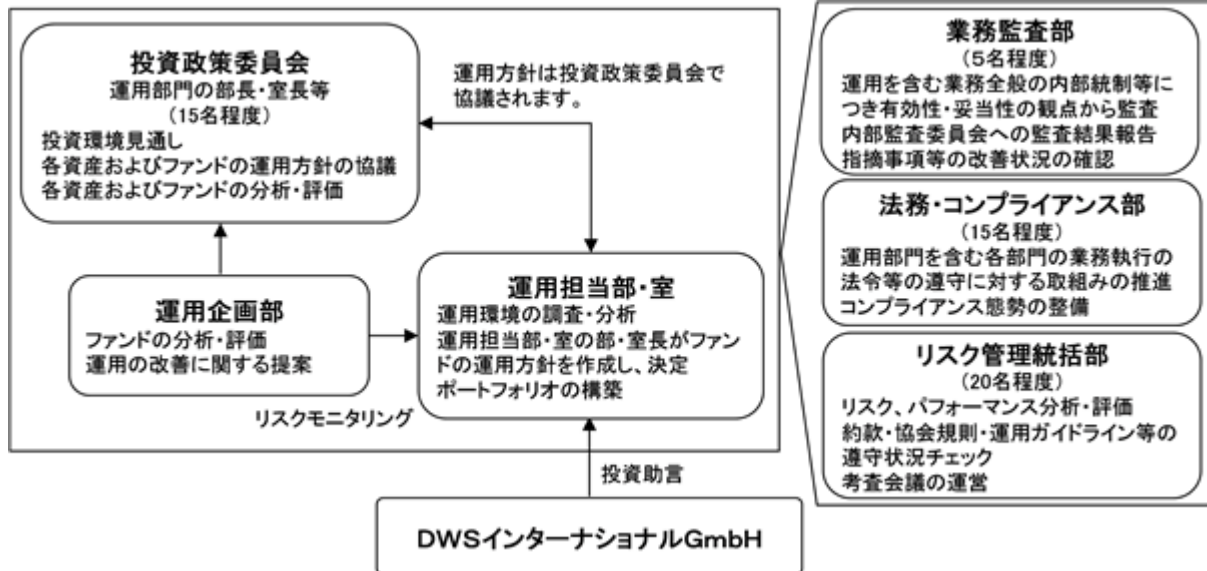 投資政策委員会
運用部門の部長・室長等
(15名程度)
投資環境見通し
各資産およびファンドの運用方針の協議
各資産およびファンドの分析・評価
運用方針は投資政策委員会で
協議されます。
運用企画部
ファンドの分析・評価
運用の改善に関する提案
運用担当部・室
運用環境の調査・分析
運用担当部・室の部・室長がファン
ドの運用方針を作成し、決定
ポートフォリオの構築
リスクモニタリング
投資助言
DWSインターナショナルGmbH
業務監査部
(5名程度)
運用を含む業務全般の内部統制等に
つき有効性・妥当性の観点から監査
内部監査委員会への監査結果報告
指摘事項等の改善状況の確認
法務・コンプライアンス部
(15名程度)
運用部門を含む各部門の業務執行の
法令等の遵守に対する取組みの推進
コンプライアンス態勢の整備
リスク管理統括部
(20名程度)
リスク、パフォーマンス分析・評価
約款・協会規則・運用ガイドライン等の
遵守状況チェック
考査会議の運営